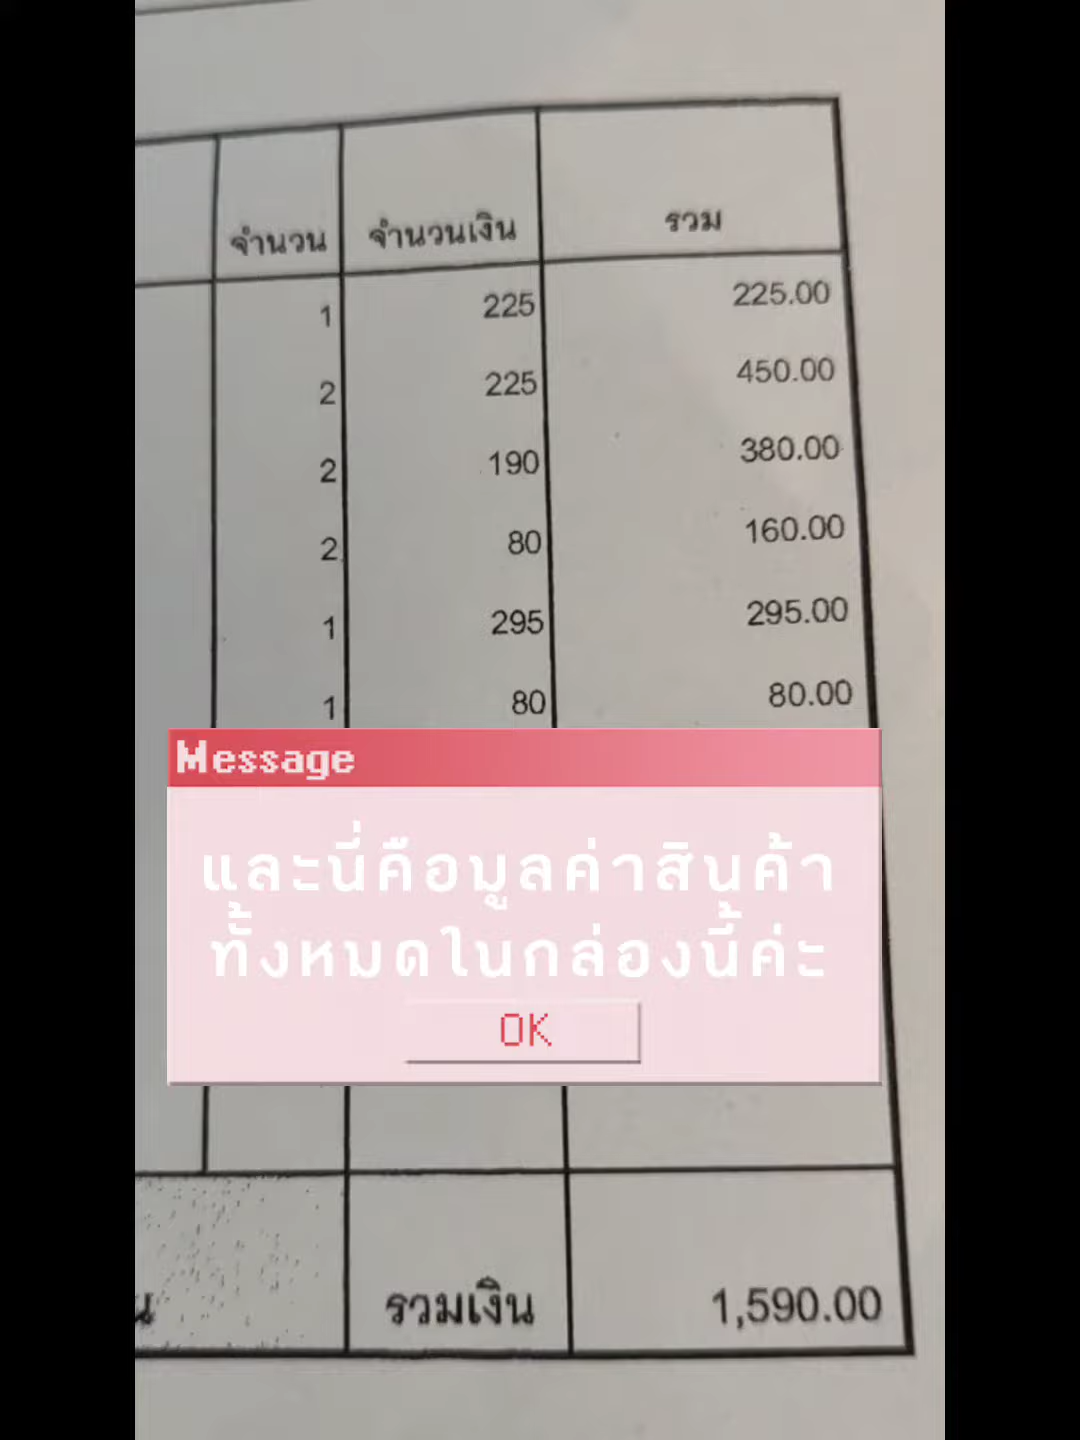 จำนวน จำนวนเงิน รวม
1 225 225.00
2 225 450.00
2 190 380.00
2 80 160.00
1 295 295.00
1 80 80.00
Message
และนี่คือมูลค่าสินค้า
ทั้งหมดในกล่องนี้ค่ะ
OK
รวมเงิน 1,590.00